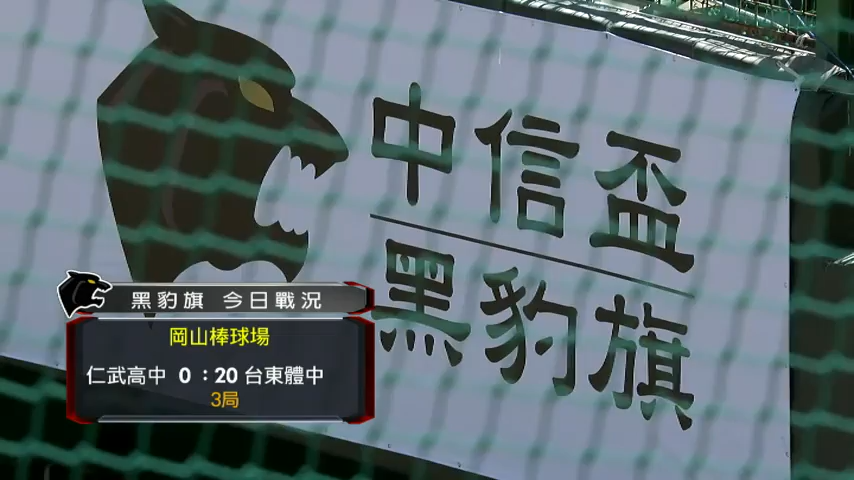 中信盃
黑豹旗
黑豹旗 今日戰況
岡山棒球場
仁武高中 0 : 20 台東體中
3局